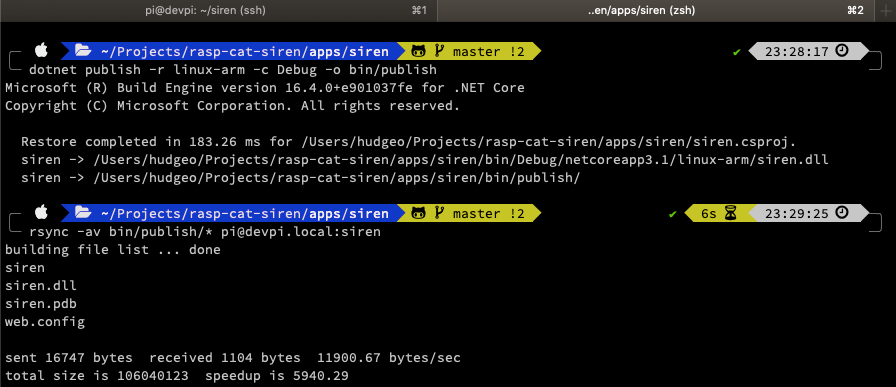 pi@devpi: ~/siren (ssh) ⌘1 ..en/apps/siren (zsh) ⌘2
~/Projects/rasp-cat-siren/apps/siren master !2 ✔ 23:28:17
dotnet publish -r linux-arm -c Debug -o bin/publish
Microsoft (R) Build Engine version 16.4.0+e901037fe for .NET Core
Copyright (C) Microsoft Corporation. All rights reserved.
Restore completed in 183.26 ms for /Users/hudgeo/Projects/rasp-cat-siren/apps/siren/siren.csproj.
siren -> /Users/hudgeo/Projects/rasp-cat-siren/apps/siren/bin/Debug/netcoreapp3.1/linux-arm/siren.dll
siren -> /Users/hudgeo/Projects/rasp-cat-siren/apps/siren/bin/publish/
~/Projects/rasp-cat-siren/apps/siren master !2 ✔ 6s 23:29:25
rsync -av bin/publish/* pi@devpi.local:siren
building file list ... done
siren
siren.dll
siren.pdb
web.config
sent 16747 bytes  received 1104 bytes  11900.67 bytes/sec
total size is 106040123  speedup is 5940.29